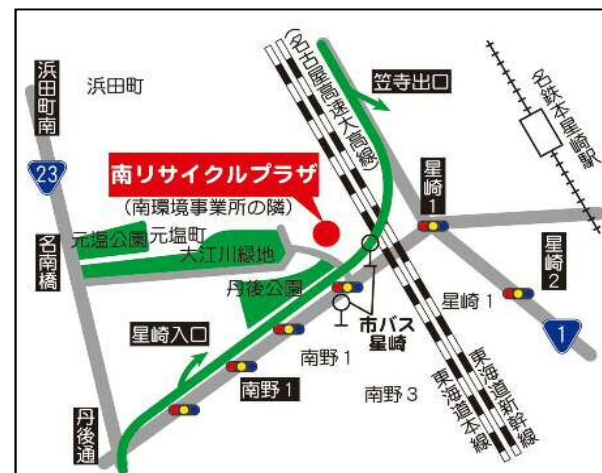 浜田町南
浜田町
23
(名古屋高速大高線)
笠寺出口
名鉄本星崎駅
南リサイクルプラザ
(南環境事業所の隣)
星崎1
元塩公園
元塩町
大江川緑地
名南橋
丹後公園
星崎2
星崎1
市バス
星崎
星崎入口
南野1
南野1
1
南野3
東海道本線
東海道新幹線
丹後通